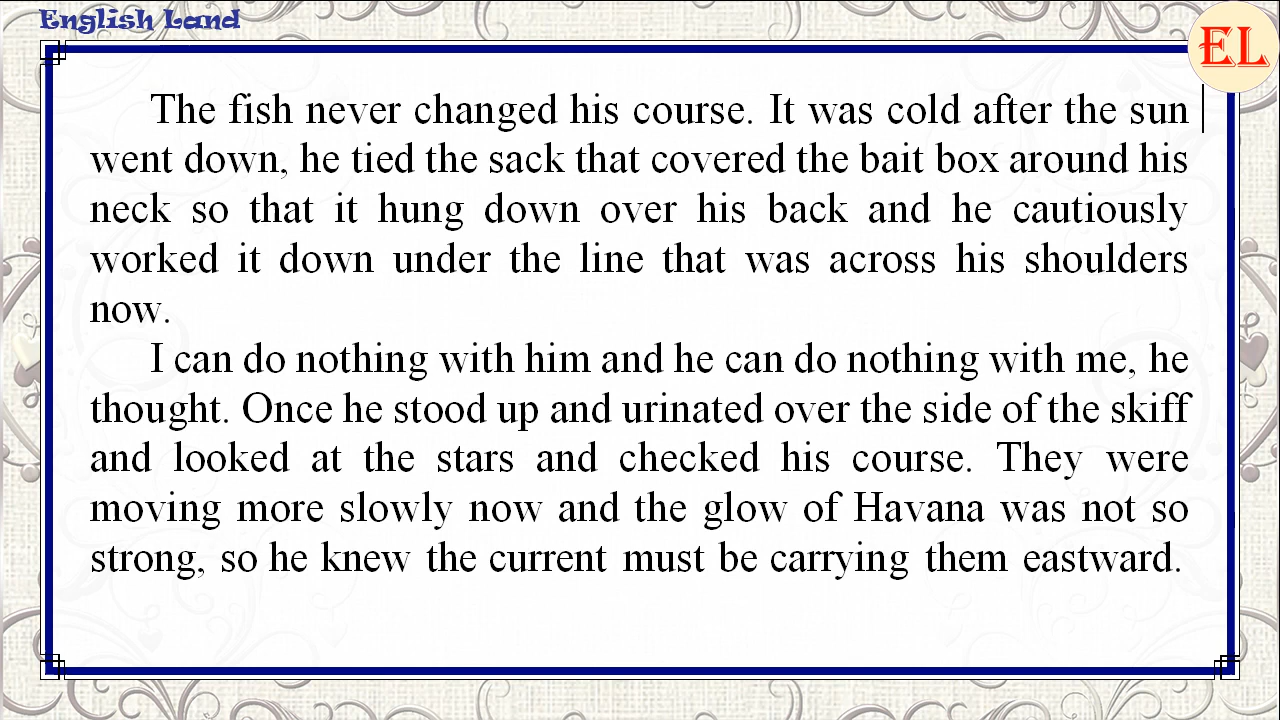 English Land
EL
The fish never changed his course. It was cold after the sun
went down, he tied the sack that covered the bait box around his
neck so that it hung down over his back and he cautiously
worked it down under the line that was across his shoulders
now.
I can do nothing with him and he can do nothing with me, he
thought. Once he stood up and urinated over the side of the skiff
and looked at the stars and checked his course. They were
moving more slowly now and the glow of Havana was not so
strong, so he knew the current must be carrying them eastward.